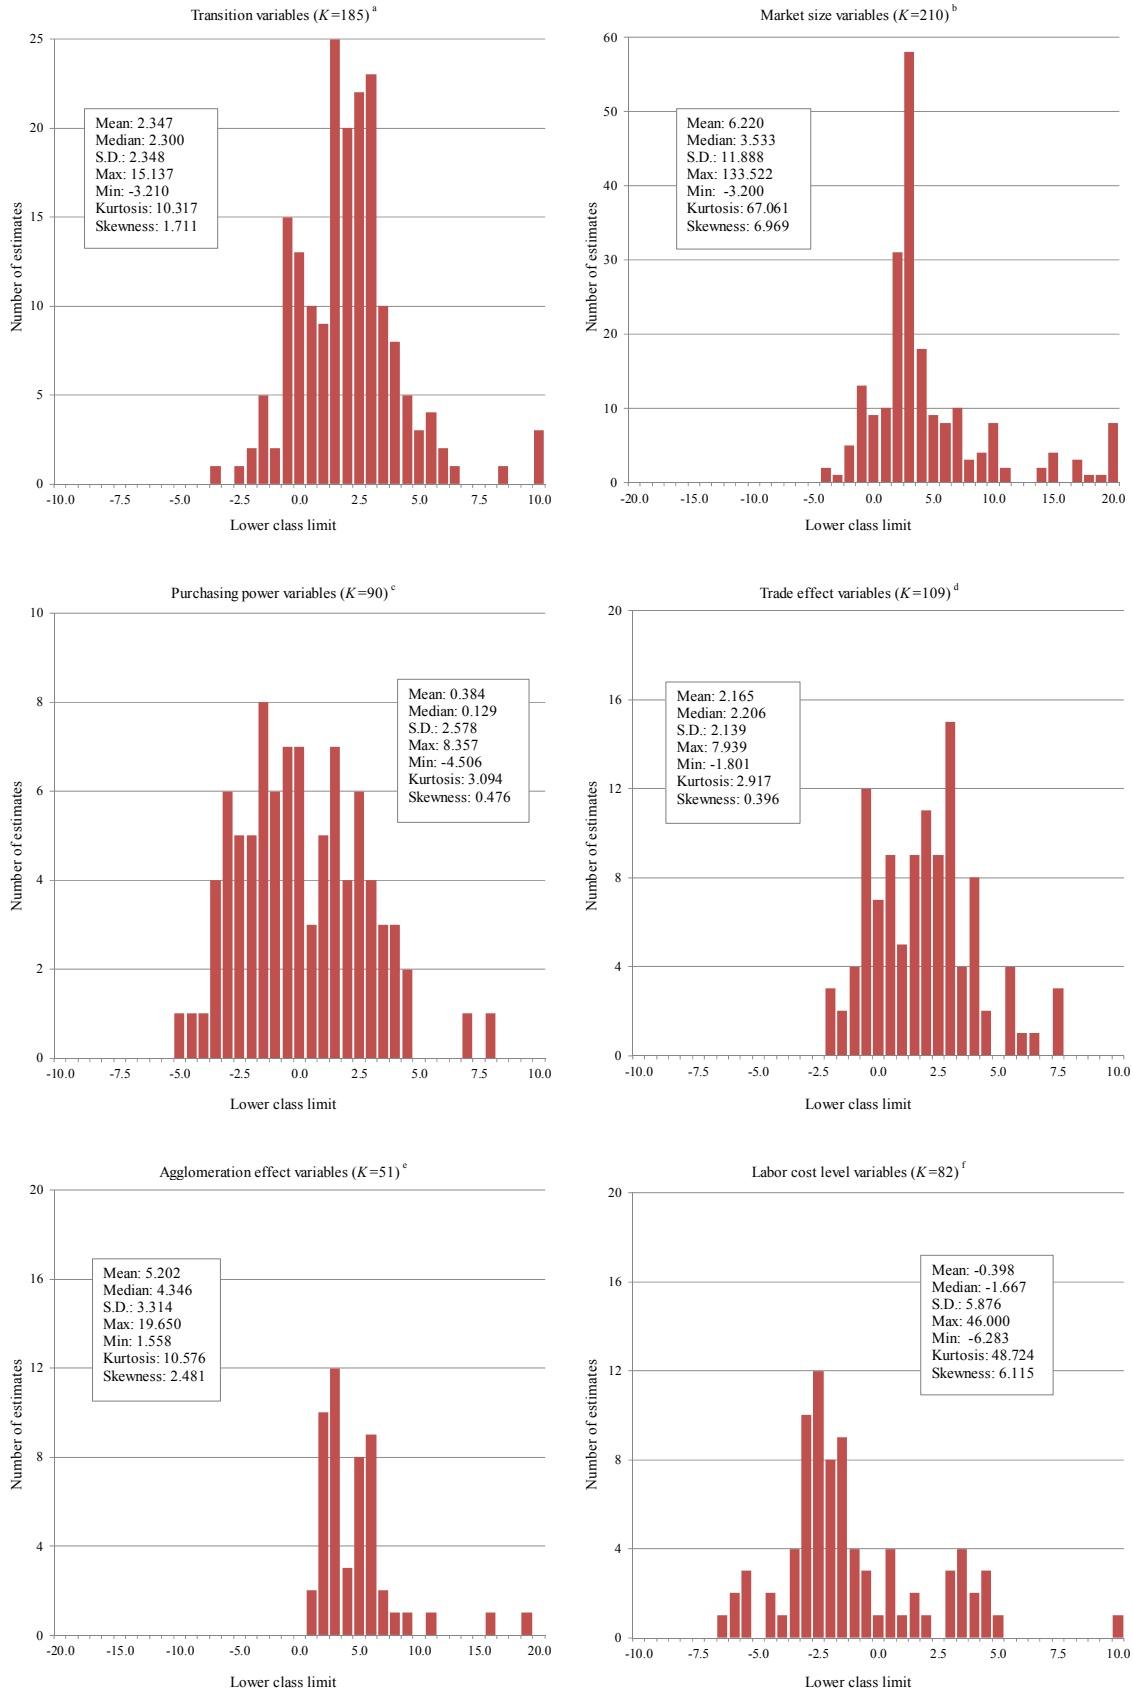 Transition variables (K=185) a
25
20
15
10
5
0
Number of estimates
Mean: 2.347
Median: 2.300
S.D.: 2.348
Max: 15.137
Min: -3.210
Kurtosis: 10.317
Skewness: 1.711
-10.0 -7.5 -5.0 -2.5 0.0 2.5 5.0 7.5 10.0
Lower class limit
Market size variables (K=210) b
60
50
40
30
20
10
0
Number of estimates
Mean: 6.220
Median: 3.533
S.D.: 11.888
Max: 133.522
Min: -3.200
Kurtosis: 67.061
Skewness: 6.969
-20.0 -15.0 -10.0 -5.0 0.0 5.0 10.0 15.0 20.0
Lower class limit
Purchasing power variables (K=90) c
10
8
6
4
2
0
Number of estimates
Mean: 0.384
Median: 0.129
S.D.: 2.578
Max: 8.357
Min: -4.506
Kurtosis: 3.094
Skewness: 0.476
-10.0 -7.5 -5.0 -2.5 0.0 2.5 5.0 7.5 10.0
Lower class limit
Trade effect variables (K=109) d
20
16
12
8
4
0
Number of estimates
Mean: 2.165
Median: 2.206
S.D.: 2.139
Max: 7.939
Min: -1.801
Kurtosis: 2.917
Skewness: 0.396
-10.0 -7.5 -5.0 -2.5 0.0 2.5 5.0 7.5 10.0
Lower class limit
Agglomeration effect variables (K=51) e
20
16
12
8
4
0
Number of estimates
Mean: 5.202
Median: 4.346
S.D.: 3.314
Max: 19.650
Min: 1.558
Kurtosis: 10.576
Skewness: 2.481
-20.0 -15.0 -10.0 -5.0 0.0 5.0 10.0 15.0 20.0
Lower class limit
Labor cost level variables (K=82) f
20
16
12
8
4
0
Number of estimates
Mean: -0.398
Median: -1.667
S.D.: 5.876
Max: 46.000
Min: -6.283
Kurtosis: 48.724
Skewness: 6.115
-10.0 -7.5 -5.0 -2.5 0.0 2.5 5.0 7.5 10.0
Lower class limit